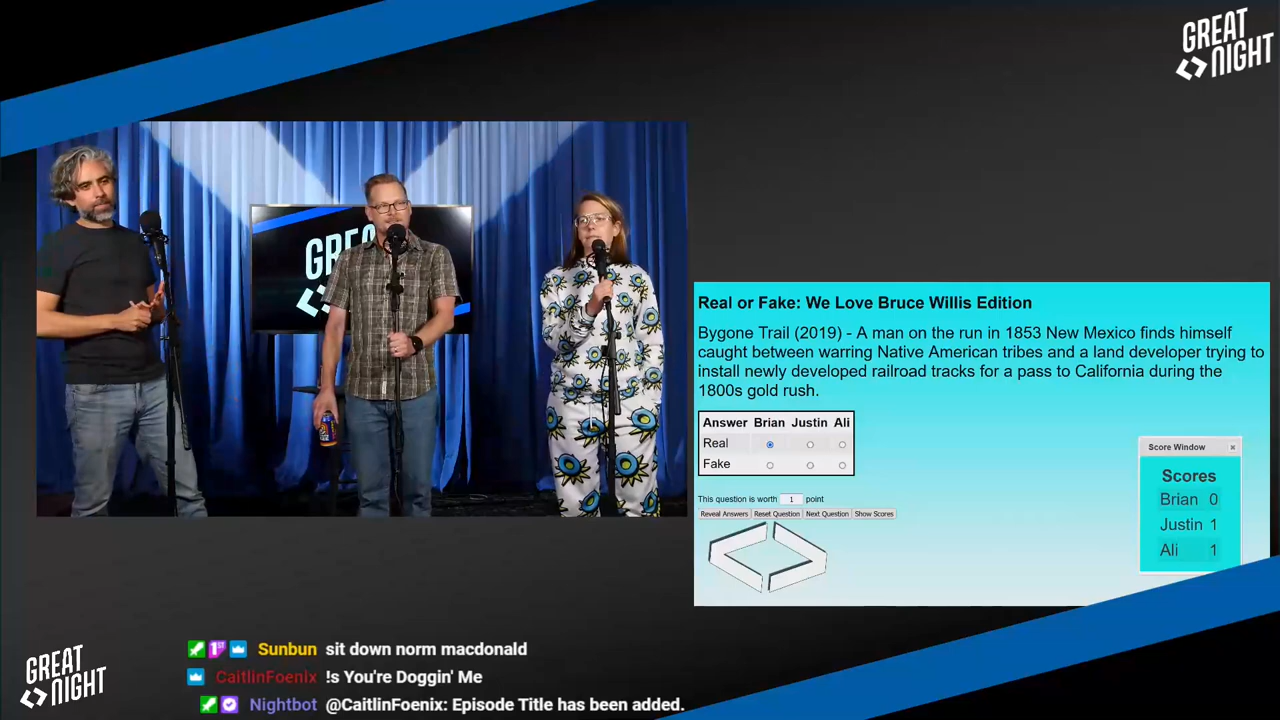 GREAT
NIGHT
GREAT
Real or Fake: We Love Bruce Willis Edition
Bygone Trail (2019) - A man on the run in 1853 New Mexico finds himself
caught between warring Native American tribes and a land developer trying to
install newly developed railroad tracks for a pass to California during the
1800s gold rush.
Answer Brian Justin Ali
Real
Fake
This question is worth 1 point
Reveal Answers Reset Question Next Question Show Scores
Score Window ×
Scores
Brian 0
Justin 1
Ali 1
GREAT
NIGHT
1ST Sunbun sit down norm macdonald
CaitlinFoenix !s You're Doggin' Me
Nightbot @CaitlinFoenix: Episode Title has been added.